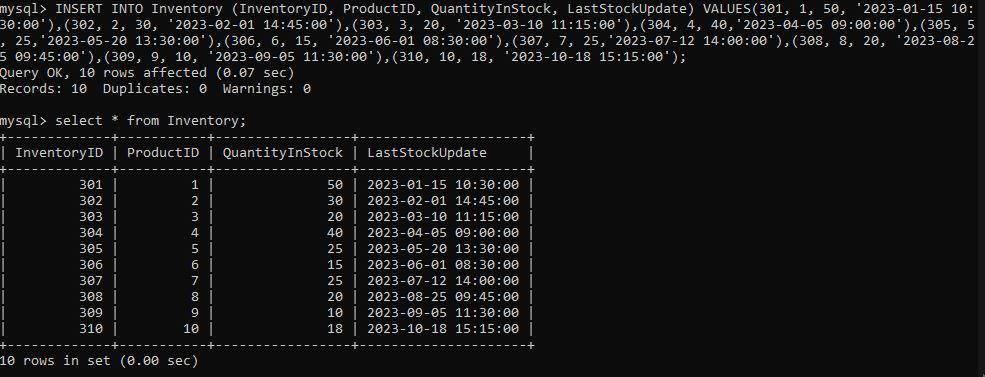 mysql> INSERT INTO Inventory (InventoryID, ProductID, QuantityInStock, LastStockUpdate) VALUES(301, 1, 50, '2023-01-15 10:
30:00'),(302, 2, 30, '2023-02-01 14:45:00'),(303, 3, 20, '2023-03-10 11:15:00'),(304, 4, 40,'2023-04-05 09:00:00'),(305, 5
, 25,'2023-05-20 13:30:00'),(306, 6, 15, '2023-06-01 08:30:00'),(307, 7, 25,'2023-07-12 14:00:00'),(308, 8, 20, '2023-08-2
5 09:45:00'),(309, 9, 10, '2023-09-05 11:30:00'),(310, 10, 18, '2023-10-18 15:15:00');
Query OK, 10 rows affected (0.07 sec)
Records: 10  Duplicates: 0  Warnings: 0

mysql> select * from Inventory;
+-------------+-----------+-----------------+---------------------+
| InventoryID | ProductID | QuantityInStock | LastStockUpdate     |
+-------------+-----------+-----------------+---------------------+
|         301 |         1 |              50 | 2023-01-15 10:30:00 |
|         302 |         2 |              30 | 2023-02-01 14:45:00 |
|         303 |         3 |              20 | 2023-03-10 11:15:00 |
|         304 |         4 |              40 | 2023-04-05 09:00:00 |
|         305 |         5 |              25 | 2023-05-20 13:30:00 |
|         306 |         6 |              15 | 2023-06-01 08:30:00 |
|         307 |         7 |              25 | 2023-07-12 14:00:00 |
|         308 |         8 |              20 | 2023-08-25 09:45:00 |
|         309 |         9 |              10 | 2023-09-05 11:30:00 |
|         310 |        10 |              18 | 2023-10-18 15:15:00 |
+-------------+-----------+-----------------+---------------------+
10 rows in set (0.00 sec)